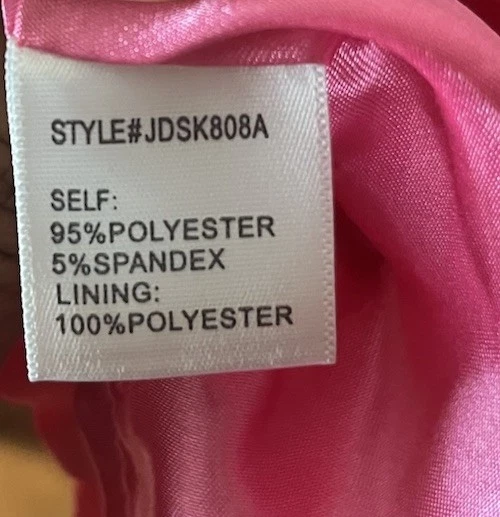 STYLE#JDSK808A
SELF:
95%POLYESTER
5%SPANDEX
LINING:
100%POLYESTER